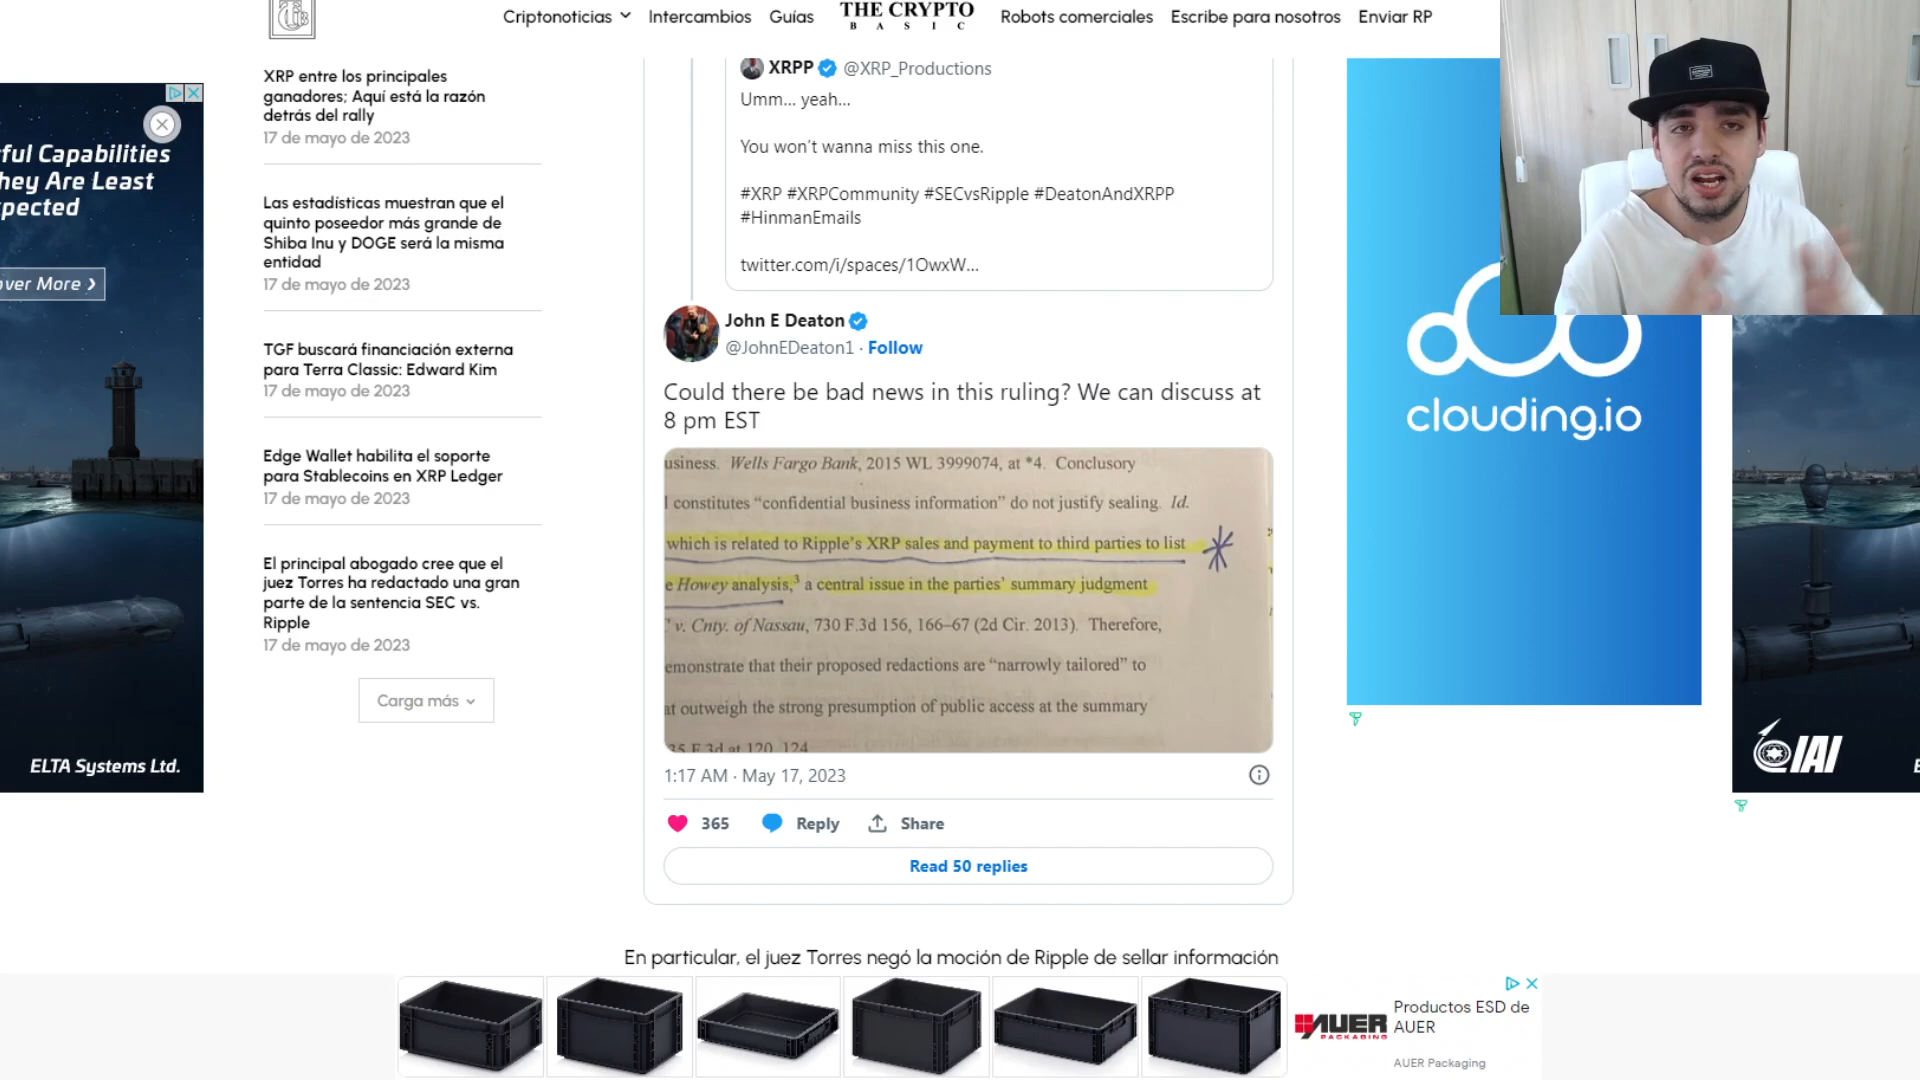 Criptonoticias
Intercambios
Guías
THE CRYPTO
BASIC
Robots comerciales
Escribe para nosotros
Enviar RP
ful Capabilities
hey Are Least
pected
over More
ELTA Systems Ltd.
XRP entre los principales
ganadores; Aquí está la razón
detrás del rally
17 de mayo de 2023
Las estadísticas muestran que el
quinto poseedor más grande de
Shiba Inu y DOGE será la misma
entidad
17 de mayo de 2023
TGF buscará financiación externa
para Terra Classic: Edward Kim
17 de mayo de 2023
Edge Wallet habilita el soporte
para Stablecoins en XRP Ledger
17 de mayo de 2023
El principal abogado cree que el
juez Torres ha redactado una gran
parte de la sentencia SEC vs.
Ripple
17 de mayo de 2023
Carga más
XRPP @XRP_Productions
Umm... yeah...
You won’t wanna miss this one.
#XRP #XRPCommunity #SECvsRipple #DeatonAndXRPP
#HinmanEmails
twitter.com/i/spaces/1OwxW...
John E Deaton
@JohnEDeaton1 · Follow
Could there be bad news in this ruling? We can discuss at
8 pm EST
usiness. Wells Fargo Bank, 2015 WL 3999074, at *4. Conclusory
l constitutes “confidential business information” do not justify sealing. Id.
which is related to Ripple’s XRP sales and payment to third parties to list
e Howey analysis,³ a central issue in the parties’ summary judgment
v. Cnty. of Nassau, 730 F.3d 156, 166–67 (2d Cir. 2013). Therefore,
emonstrate that their proposed redactions are “narrowly tailored” to
at outweigh the strong presumption of public access at the summary
35 F.3d at 120, 124
1:17 AM · May 17, 2023
365
Reply
Share
Read 50 replies
En particular, el juez Torres negó la moción de Ripple de sellar información
clouding.io
IAI
E
AUER
PACKAGING
Productos ESD de
AUER
AUER Packaging